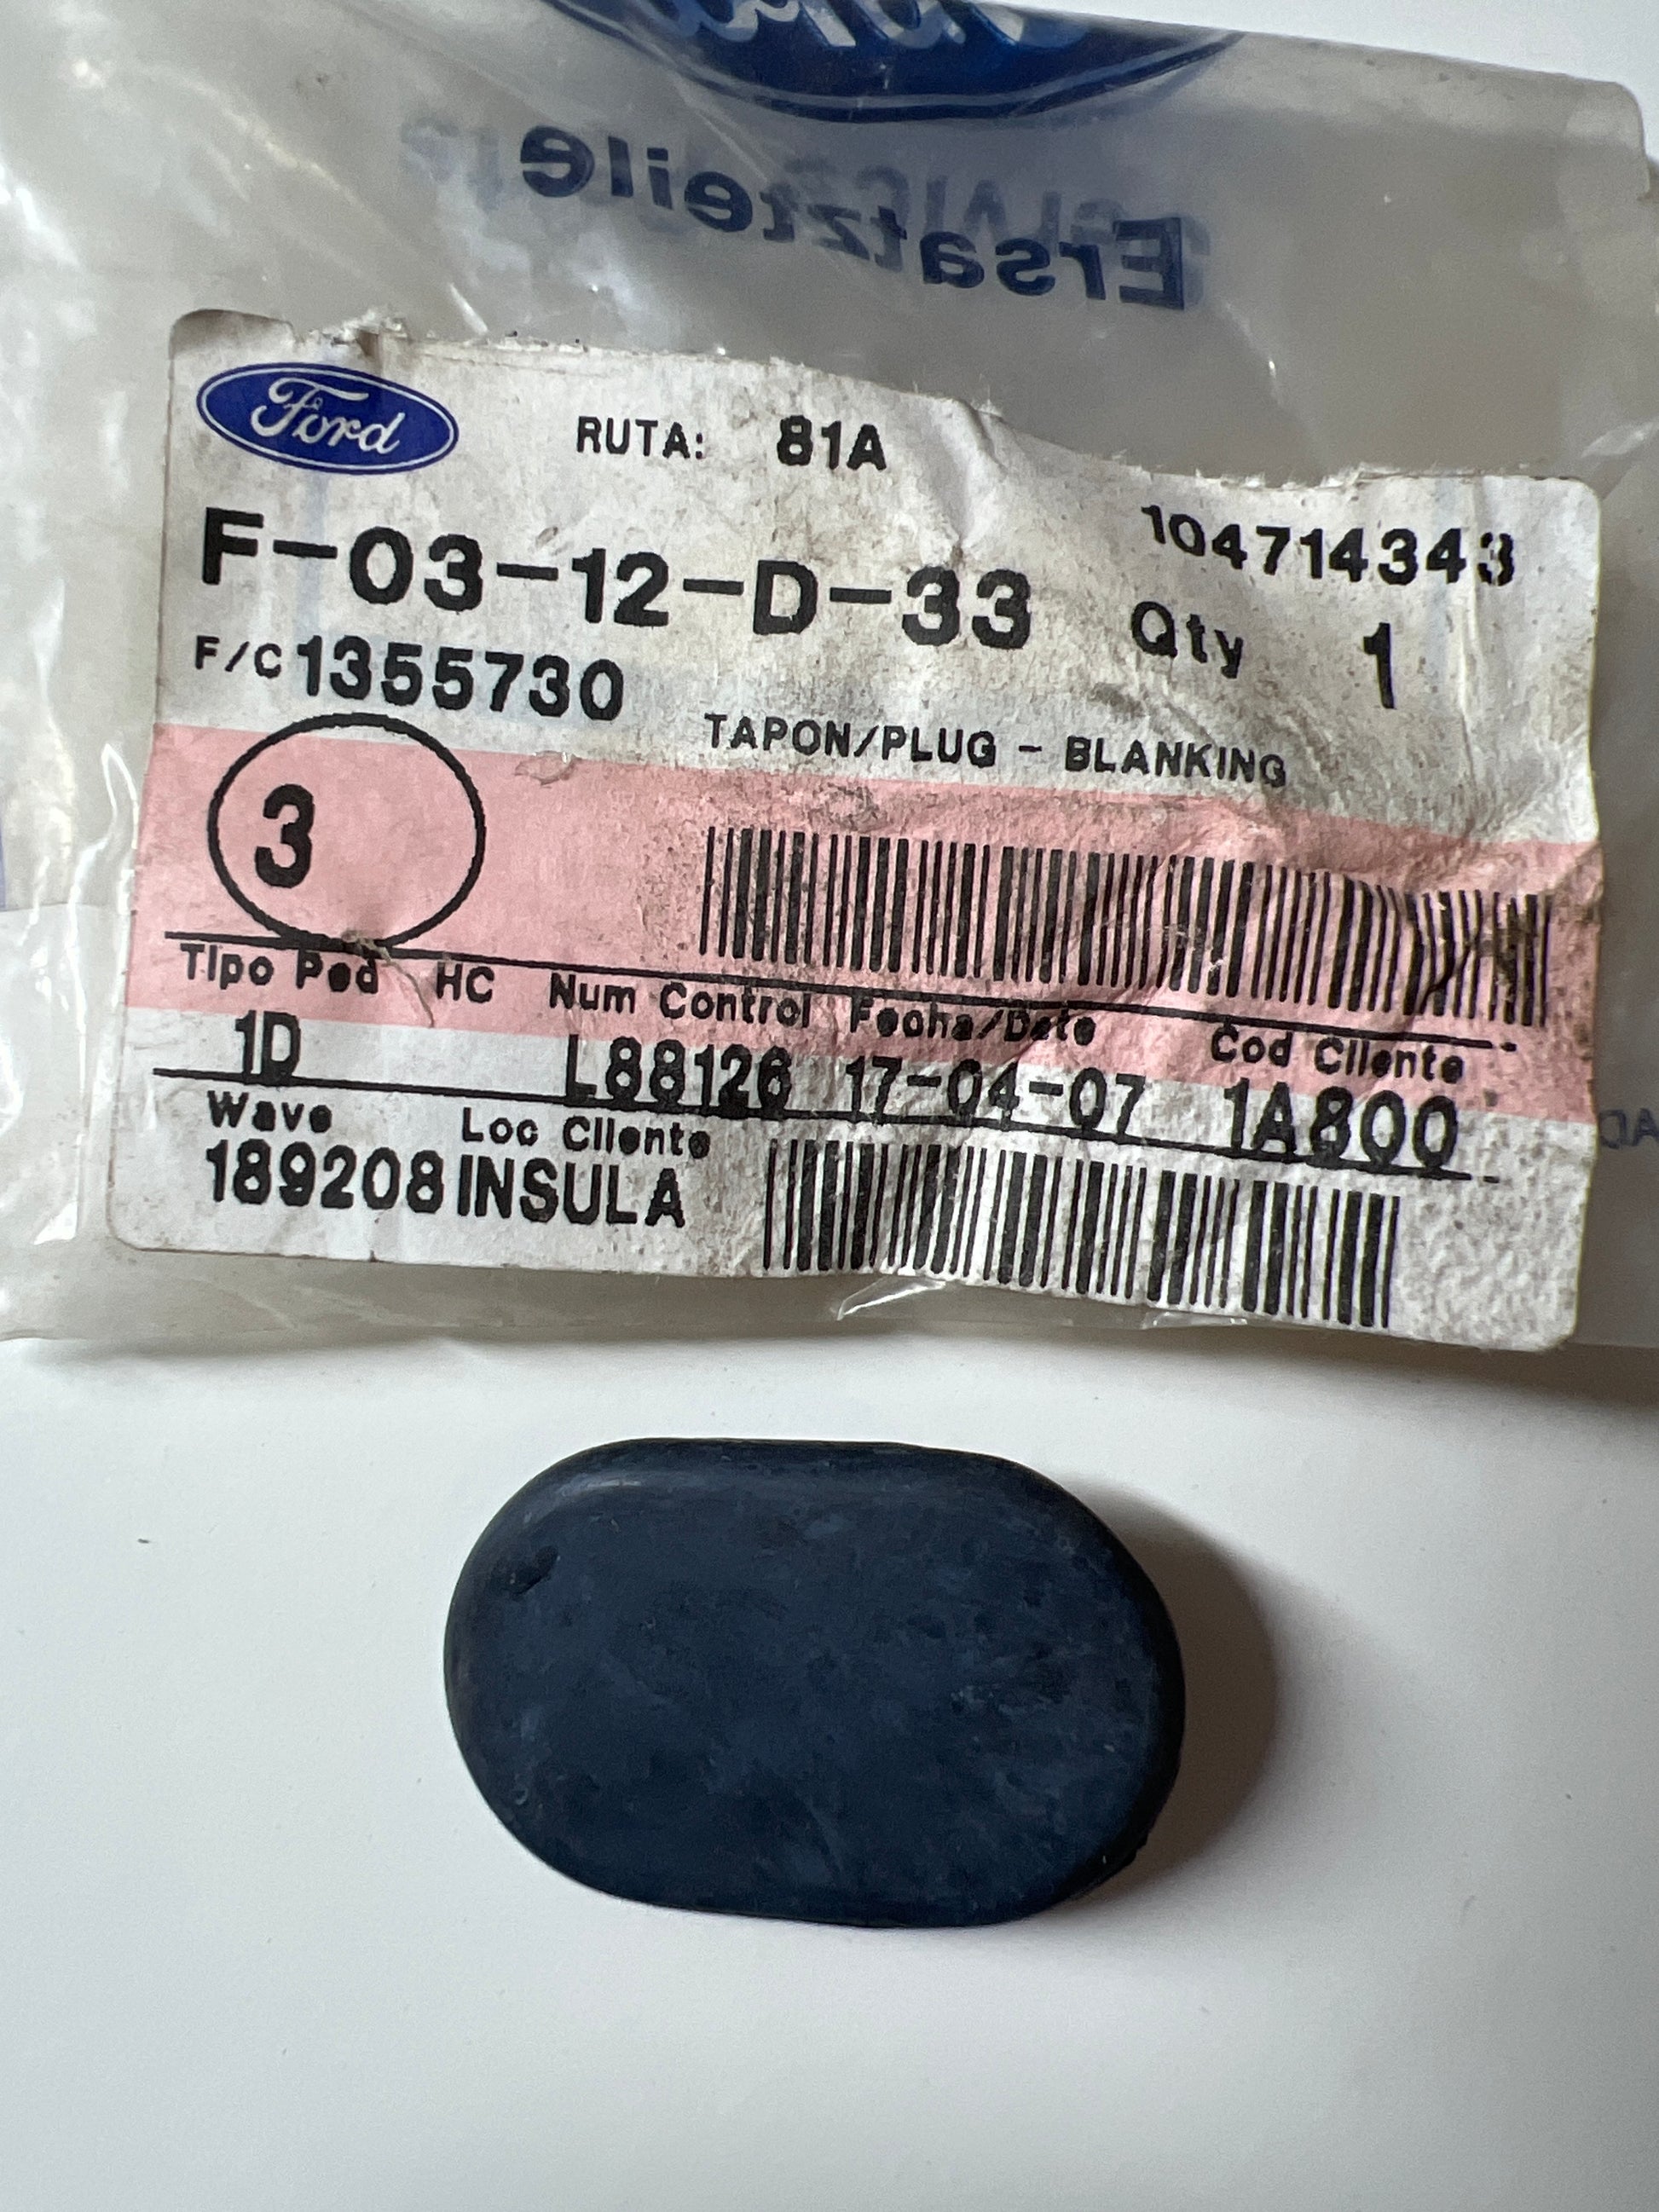 Ford
Ersatzteile
Ford
RUTA: 81A
104714343
F-03-12-D-33
Qty 1
F/C 1355730
TAPON/PLUG - BLANKING
3
Tipo Ped HC Num Control Fecha/Date Cod Cliente
1D L88126 17-04-07 1A800
Wave Loc Cliente
189208 INSULA